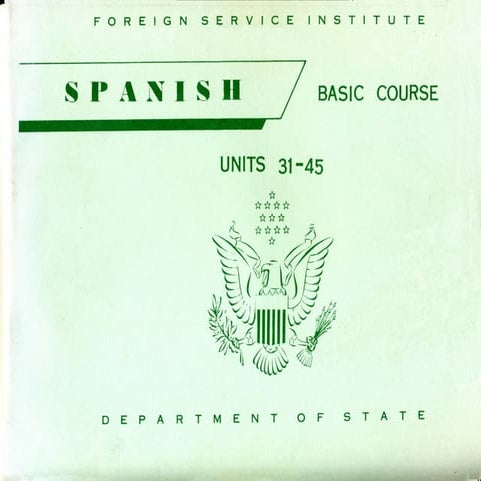 FOREIGN SERVICE INSTITUTE
SPANISH BASIC COURSE
UNITS 31-45
DEPARTMENT OF STATE